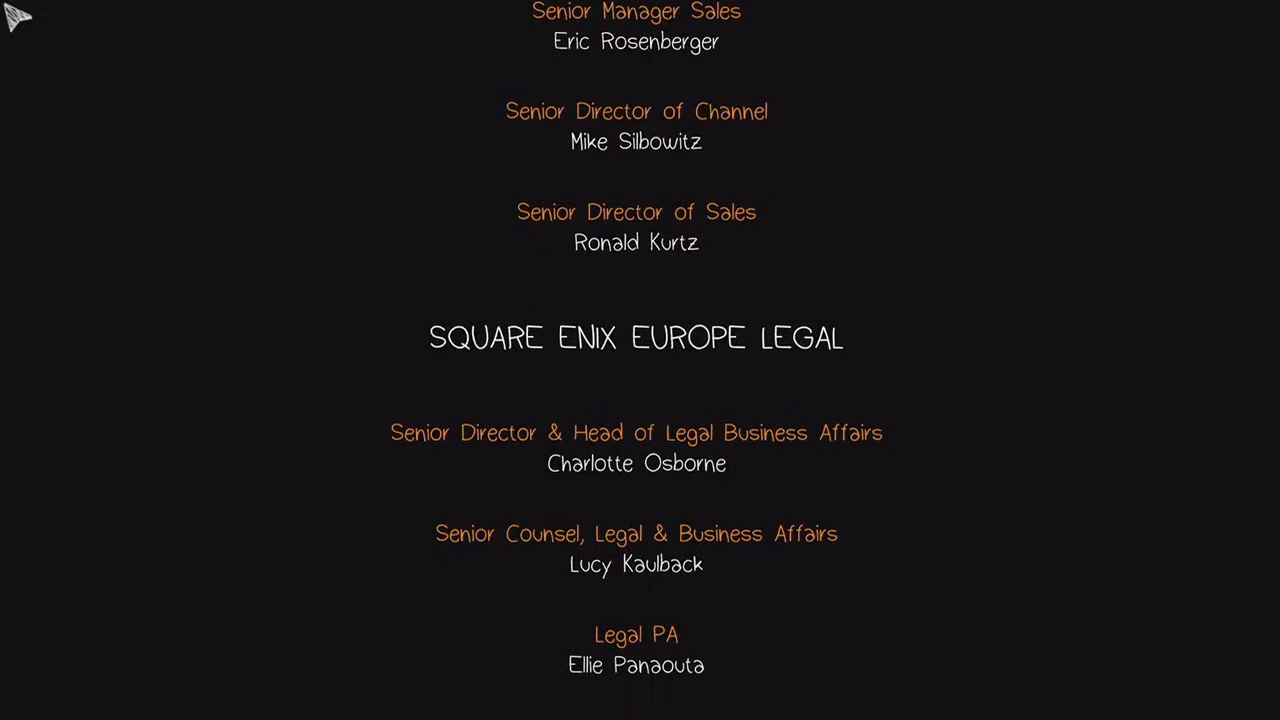 Senior Manager Sales
Eric Rosenberger
Senior Director of Channel
Mike Silbowitz
Senior Director of Sales
Ronald Kurtz
SQUARE ENIX EUROPE LEGAL
Senior Director & Head of Legal Business Affairs
Charlotte Osborne
Senior Counsel, Legal & Business Affairs
Lucy Kaulback
Legal PA
Ellie Panaouta